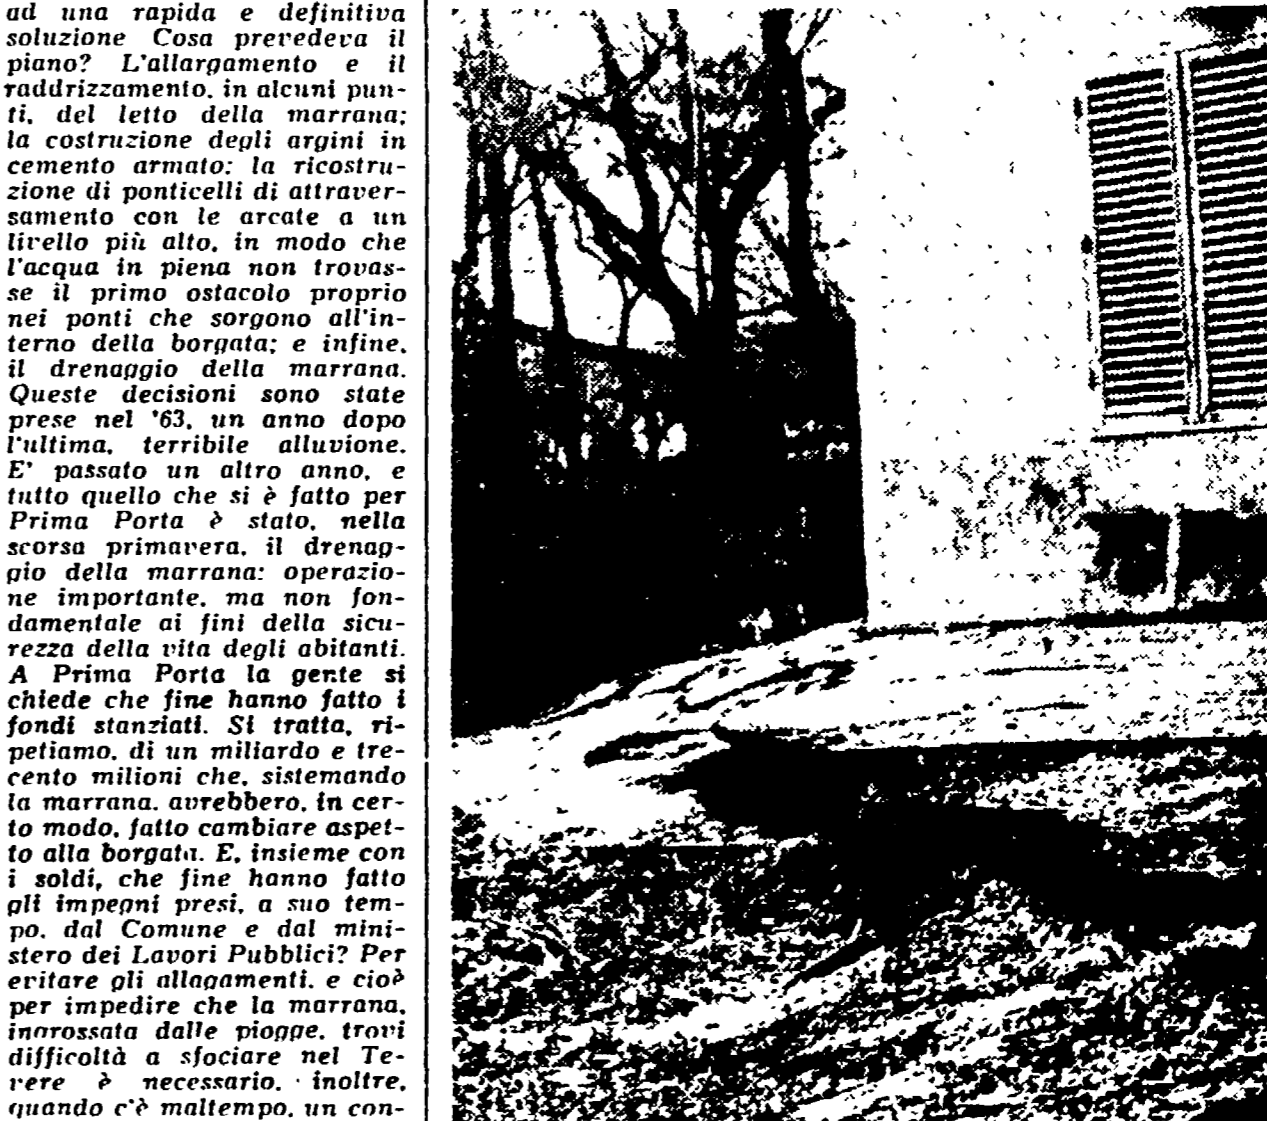 ad una rapida e definitiva
soluzione Cosa prevedeva il
piano? L'allargamento e il
raddrizzamento, in alcuni pun-
ti, del letto della marrana;
la costruzione degli argini in
cemento armato; la ricostru-
zione di ponticelli di attraver-
samento con le arcate a un
livello più alto, in modo che
l'acqua in piena non trovas-
se il primo ostacolo proprio
nei ponti che sorgono all'in-
terno della borgata; e infine,
il drenaggio della marrana.
Queste decisioni sono state
prese nel '63, un anno dopo
l'ultima, terribile alluvione.
E' passato un altro anno, e
tutto quello che si è fatto per
Prima Porta è stato, nella
scorsa primavera, il drenag-
gio della marrana: operazio-
ne importante, ma non fon-
damentale ai fini della sicu-
rezza della vita degli abitanti.
A Prima Porta la gente si
chiede che fine hanno fatto i
fondi stanziati. Si tratta, ri-
petiamo, di un miliardo e tre-
cento milioni che, sistemando
la marrana, avrebbero, in cer-
to modo, fatto cambiare aspet-
to alla borgata. E, insieme con
i soldi, che fine hanno fatto
gli impegni presi, a suo tem-
po, dal Comune e dal mini-
stero dei Lavori Pubblici? Per
evitare gli allagamenti, e cioè
per impedire che la marrana,
ingrossata dalle piogge, trovi
difficoltà a sfociare nel Te-
vere è necessario, inoltre,
quando c'è maltempo, un con-